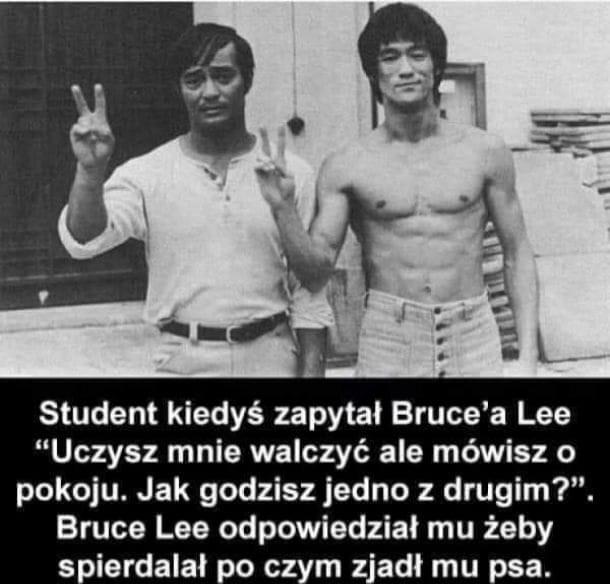 Student kiedyś zapytał Bruce’a Lee
“Uczysz mnie walczyć ale mówisz o
pokoju. Jak godzisz jedno z drugim?”.
Bruce Lee odpowiedział mu żeby
spierdalał po czym zjadł mu psa.